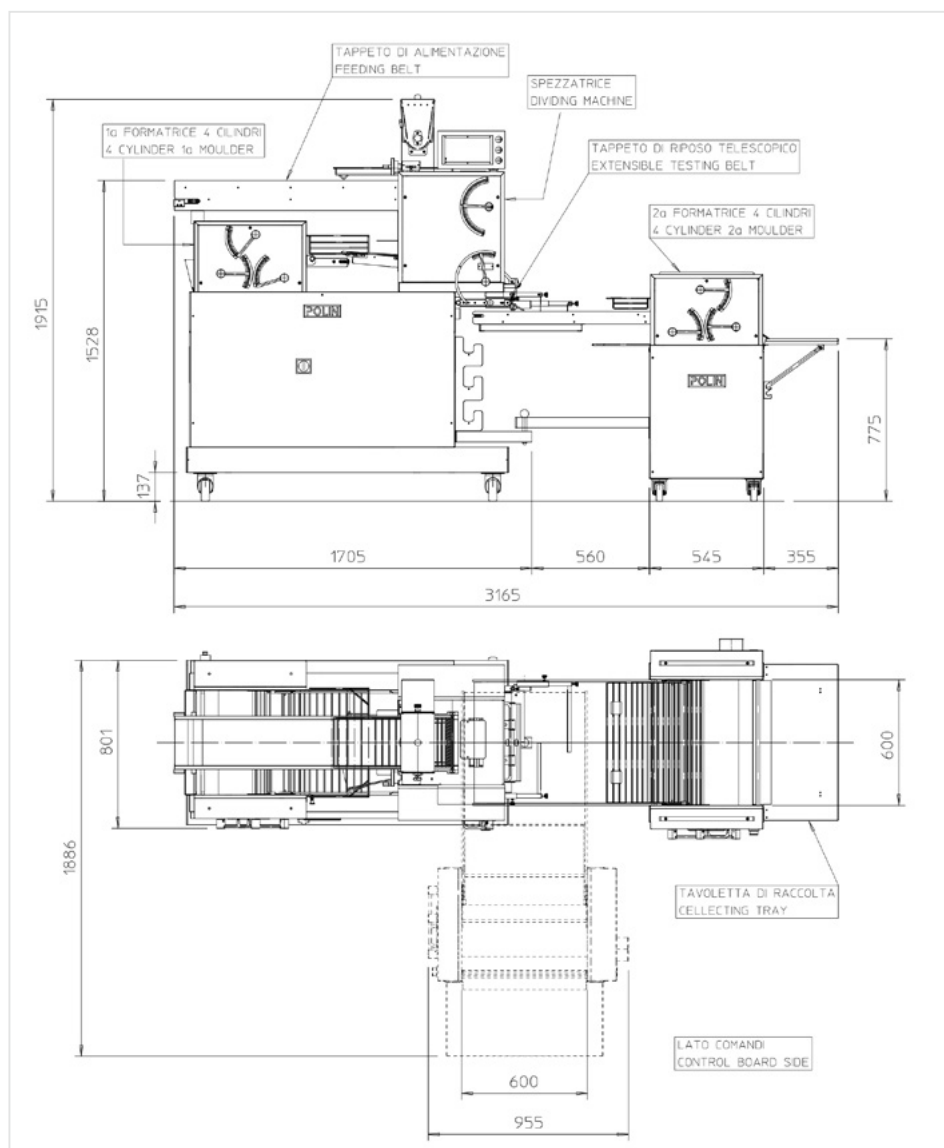 TAPPETO DI ALIMENTAZIONE
FEEDING BELT
SPEZZATRICE
DIVIDING MACHINE
1a FORMATRICE 4 CILINDRI
4 CYLINDER 1a MOULDER
TAPPETO DI RIPOSO TELESCOPICO
EXTENSIBLE TESTING BELT
2a FORMATRICE 4 CILINDRI
4 CYLINDER 2a MOULDER
POLIN
POLIN
1915
1528
137
775
1705
560
545
355
3165
801
600
1886
TAVOLETTA DI RACCOLTA
CELLECTING TRAY
LATO COMANDI
CONTROL BOARD SIDE
600
955